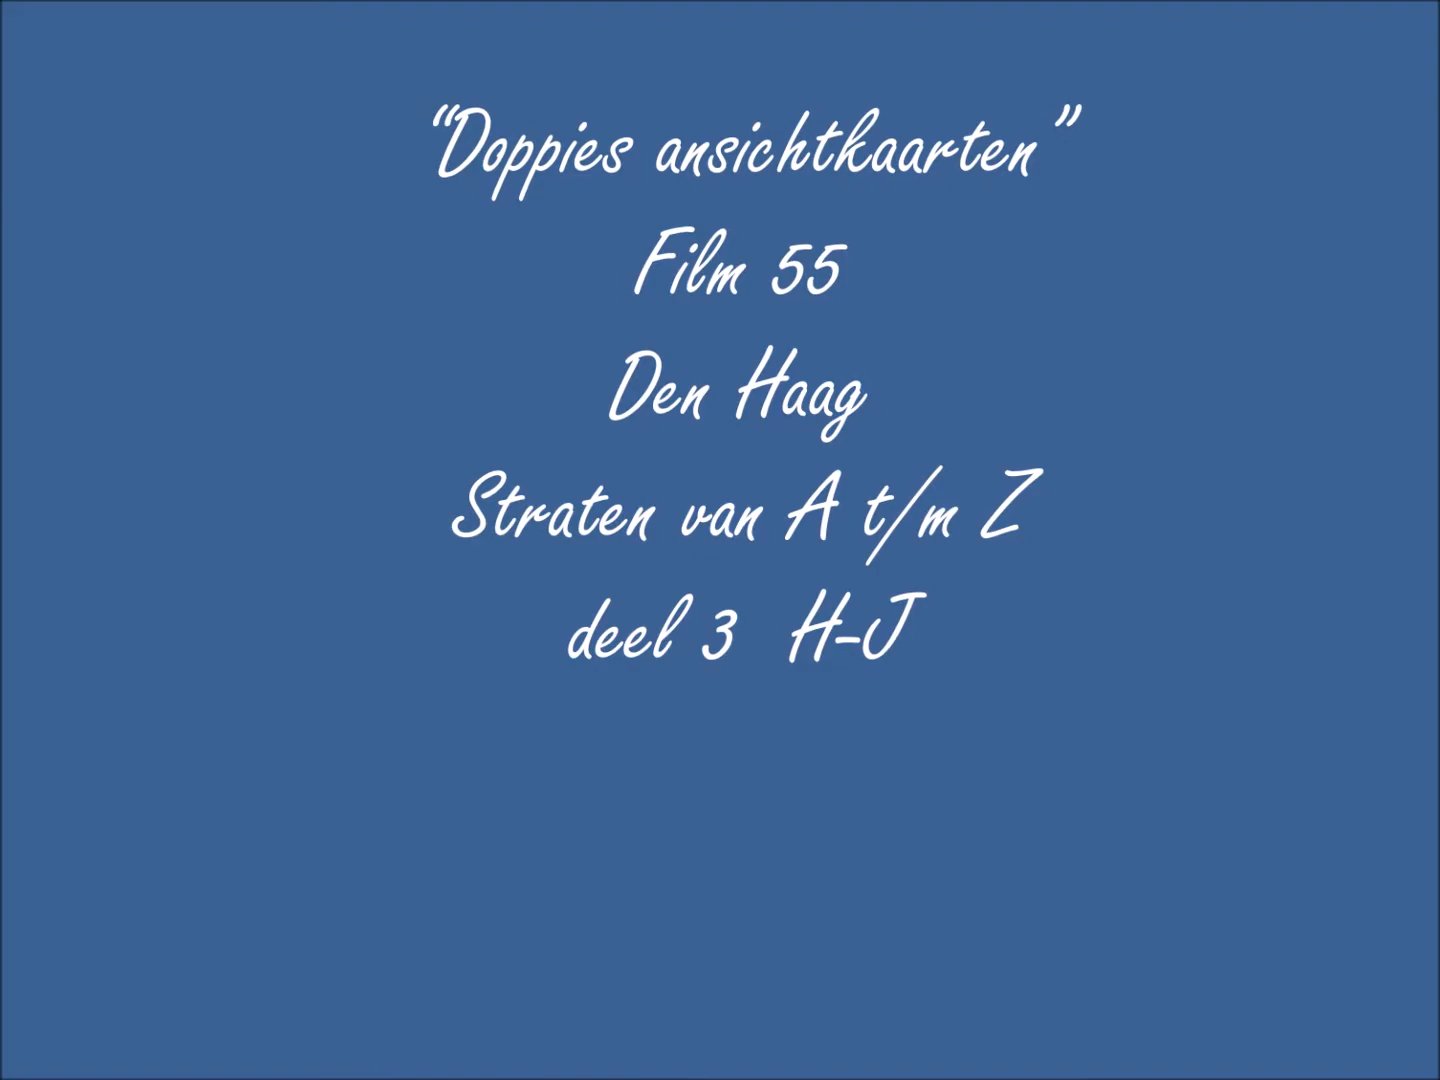 “Doppies ansichtkaarten”
Film 55
Den Haag
Straten van A t/m Z
deel 3 H-J